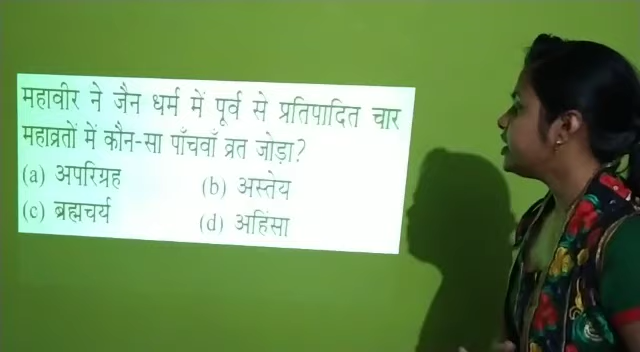 महावीर ने जैन धर्म में पूर्व से प्रतिपादित चार
महाव्रतों में कौन-सा पाँचवाँ व्रत जोड़ा?
(a) अपरिग्रह (b) अस्तेय
(c) ब्रह्मचर्य (d) अहिंसा